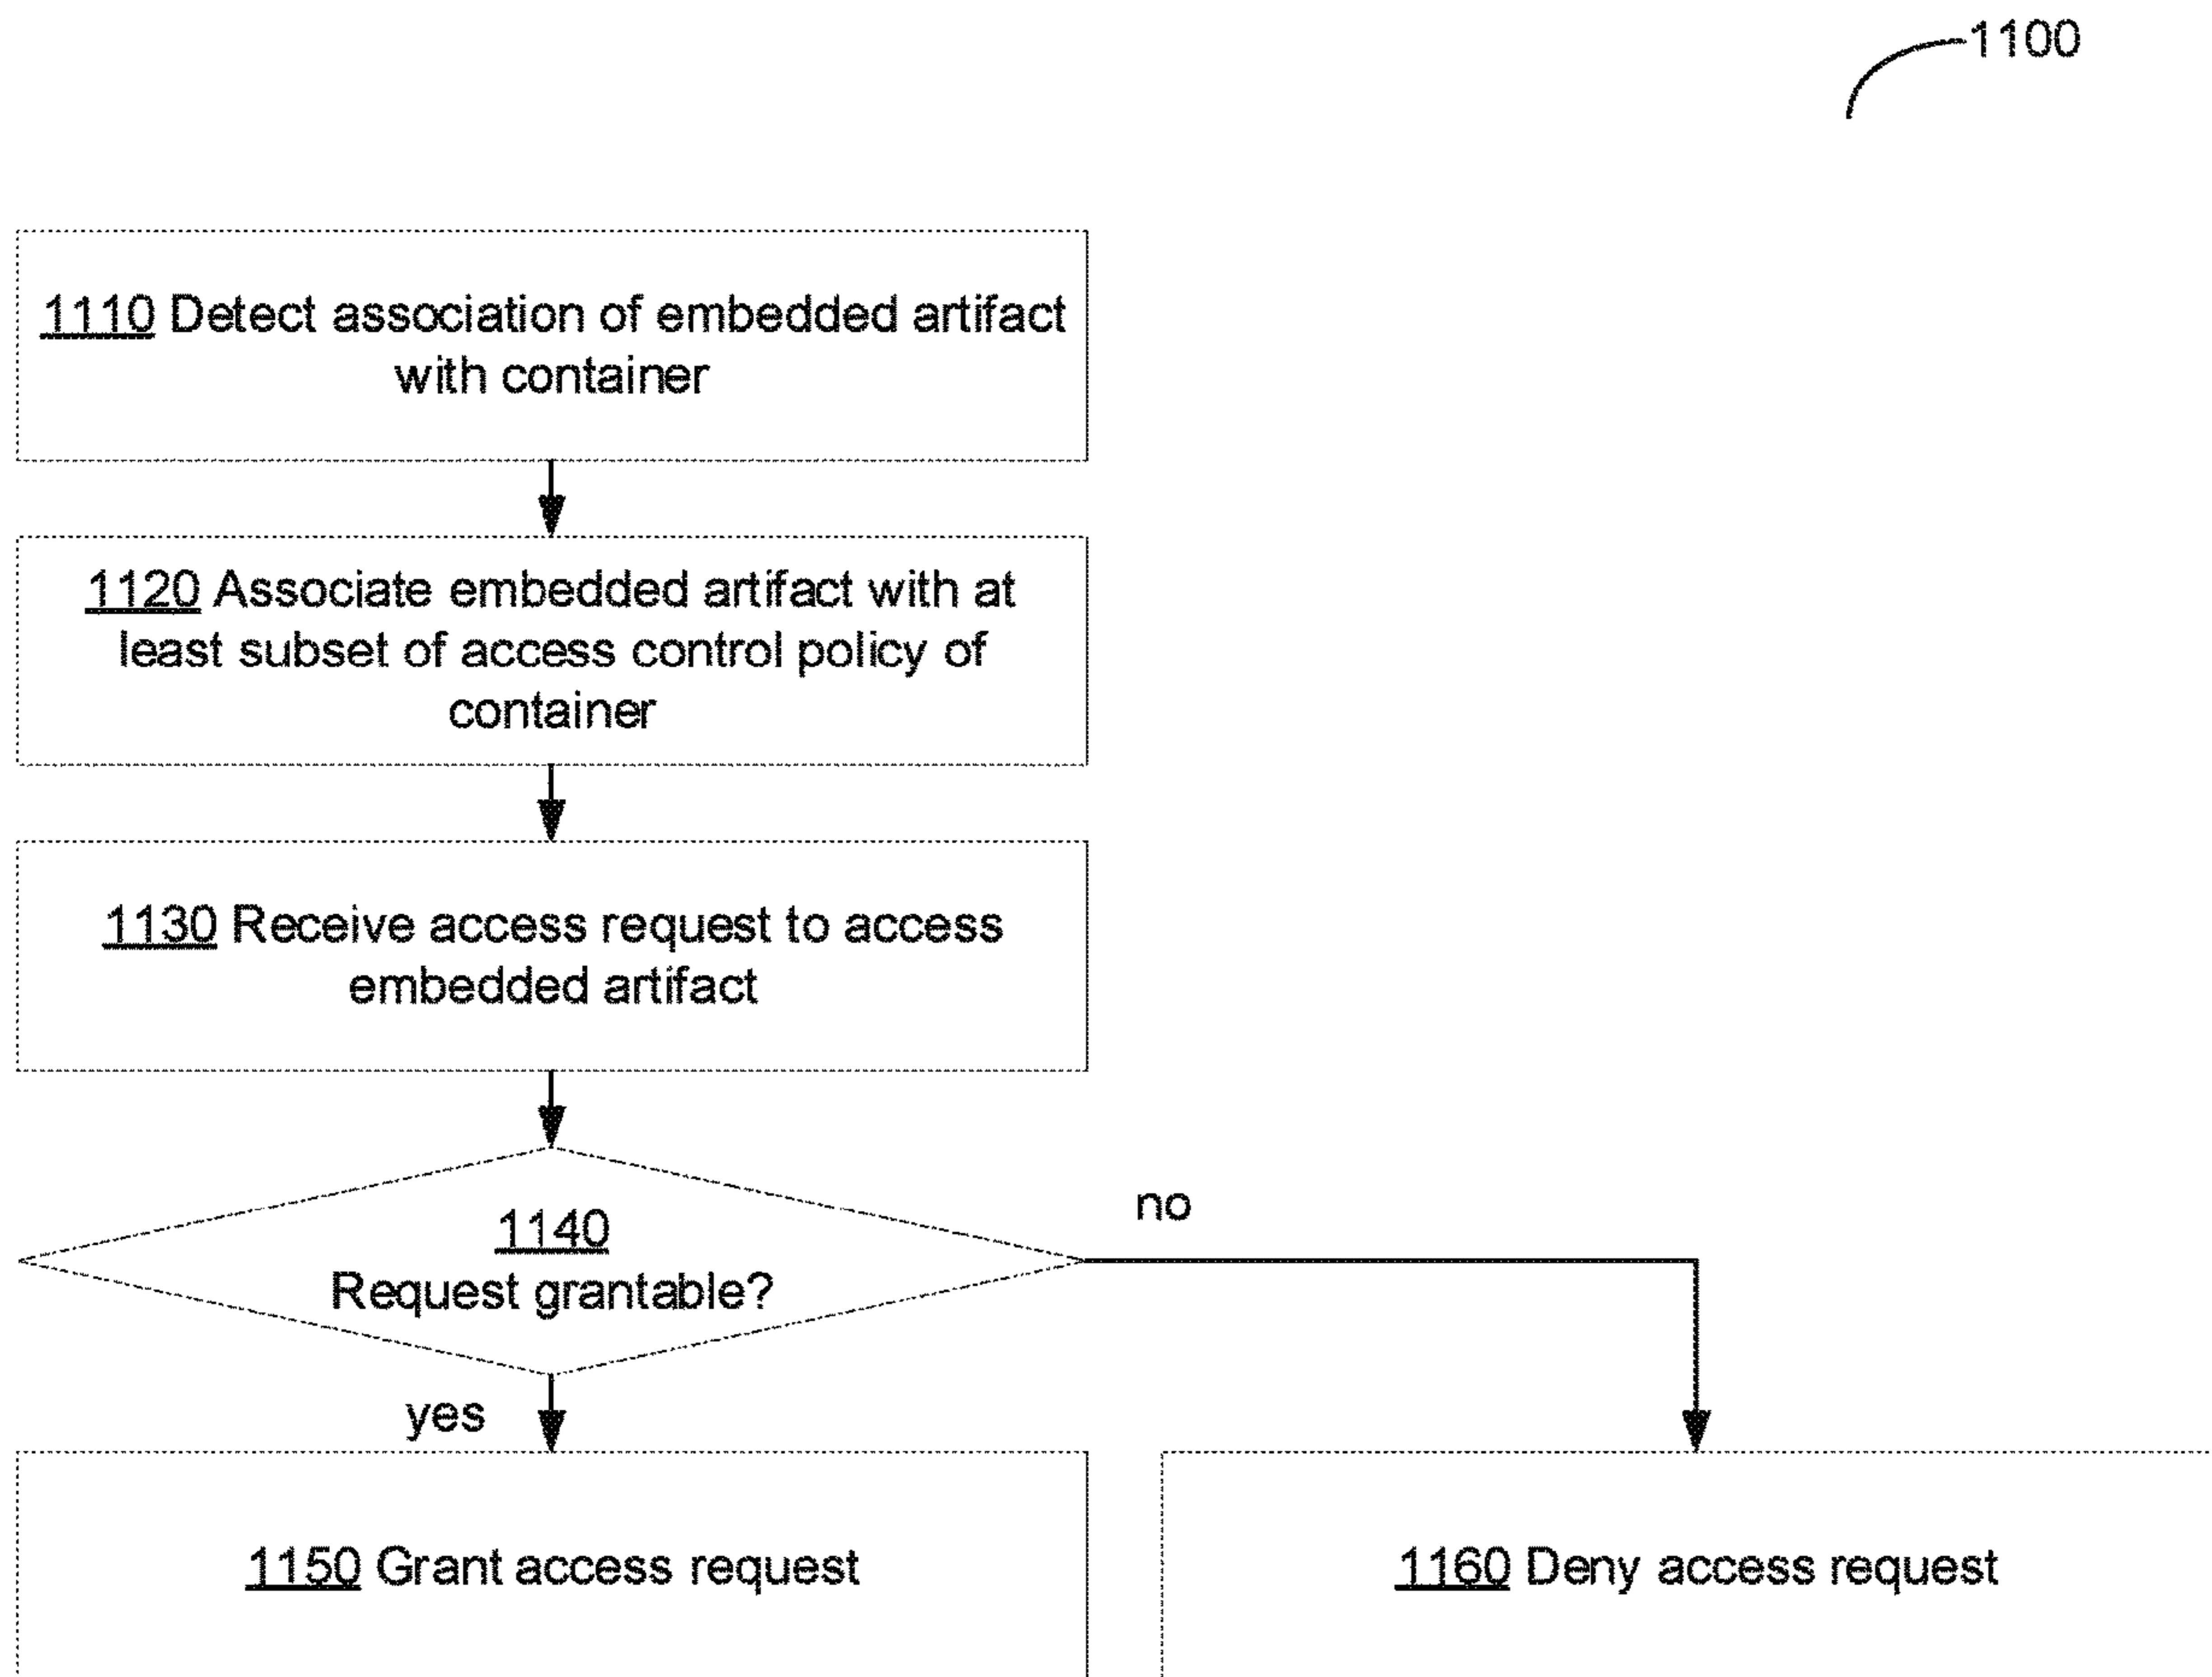 1100
1110 Detect association of embedded artifact
with container
1120 Associate embedded artifact with at
least subset of access control policy of
container
1130 Receive access request to access
embedded artifact
1140
Request grantable?
no
yes
1150 Grant access request
1160 Deny access request